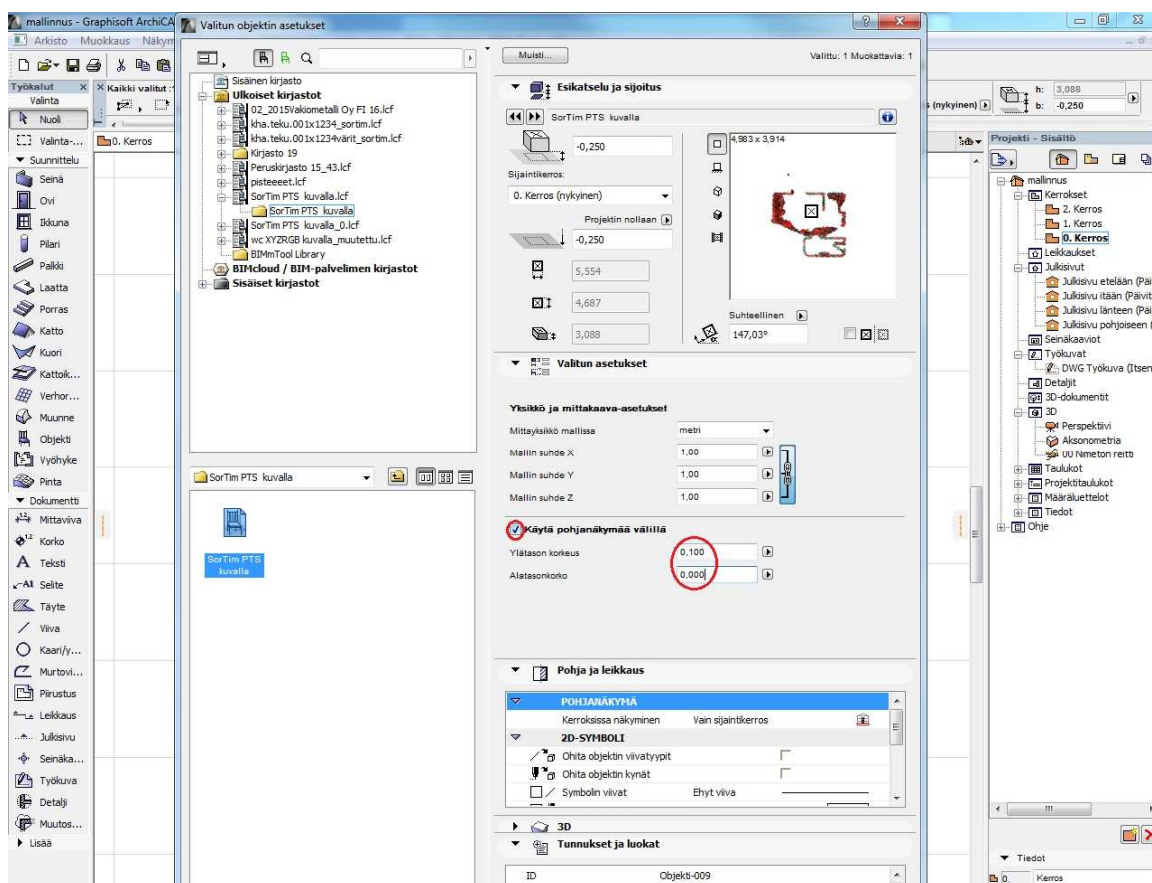 mallinnus - Graphisoft ArchiCA
Arkisto Muokkaus Näkym
Työkalut
Valinta
Nuoli
Valinta-...
Suunnittelu
Seinä
Ovi
Ikkuna
Pilari
Palkki
Laatta
Porras
Katto
Kuori
Kattoik...
Verhor...
Muunne
Objekti
Vyöhyke
Pinta
Dokumentti
Mittaviiva
Korko
Teksti
Selite
Täyte
Viiva
Kaari/y...
Murtovi...
Piirustus
Leikkaus
Julkisivu
Seinäka...
Työkuva
Detalji
Muutos...
Lisää
Kaikki valitut :
0. Kerros
Valitun objektin asetukset
Sisäinen kirjasto
Ulkoiset kirjastot
02_2015Vakiometalli Oy FI 16.lcf
kha.teku.001x1234_sortim.lcf
kha.teku.001x1234värit_sortim.lcf
Kirjasto 19
Peruskirjasto 15_43.lcf
pisteeeet.lcf
SorTim PTS kuvalla.lcf
SorTim PTS kuvalla
SorTim PTS kuvalla_0.lcf
wc XYZRGB kuvalla_muutettu.lcf
BIMmTool Library
BIMcloud / BIM-palvelimen kirjastot
Sisäiset kirjastot
SorTim PTS kuvalla
SorTim PTS
kuvalla
Muisti...
Valittu: 1 Muokattavia: 1
Esikatselu ja sijoitus
SorTim PTS kuvalla
-0,250
4,983 x 3,914
Sijaintikerros:
0. Kerros (nykyinen)
Projektin nollaan
-0,250
5,554
4,687
3,088
Suhteellinen
147,03°
Valitun asetukset
Yksikkö ja mittakaava-asetukset
Mittayksikkö mallissa metri
Mallin suhde X 1,00
Mallin suhde Y 1,00
Mallin suhde Z 1,00
Käytä pohjanäkymää välillä
Ylätason korkeus 0,100
Alatasonkorko 0,000
Pohja ja leikkaus
POHJANÄKYMÄ
Kerroksissa näkyminen Vain sijaintikerros
2D-SYMBOLI
Ohita objektin viivatyypit
Ohita objektin kynät
Symbolin viivat Ehyt viiva
3D
Tunnukset ja luokat
ID Objekti-009
s (nykyinen)
h: 3,088
b: -0,250
Projekti - Sisältö
mallinnus
Kerrokset
2. Kerros
1. Kerros
0. Kerros
Leikkaukset
Julkisivut
Julkisivu etelään (Päi
Julkisivu itään (Päivit
Julkisivu länteen (Päi
Julkisivu pohjoiseen (
Seinäkaaviot
Työkuvat
DWG Työkuva (Itsen
Detaljit
3D-dokumentit
3D
Perspektiivi
Aksonometria
00 Nimetön reitti
Taulukot
Projektitaulukot
Määräluettelot
Tiedot
Ohje
Tiedot
0. Kerros